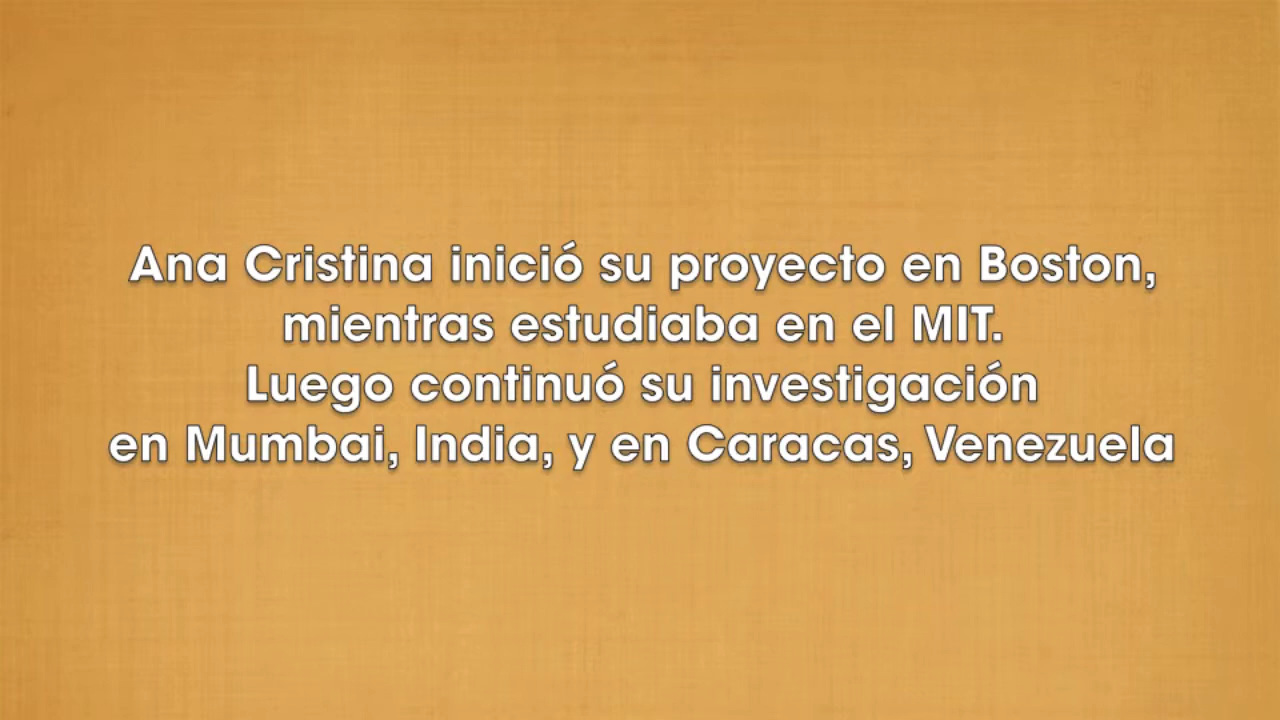 Ana Cristina inició su proyecto en Boston,
mientras estudiaba en el MIT.
Luego continuó su investigación
en Mumbai, India, y en Caracas, Venezuela